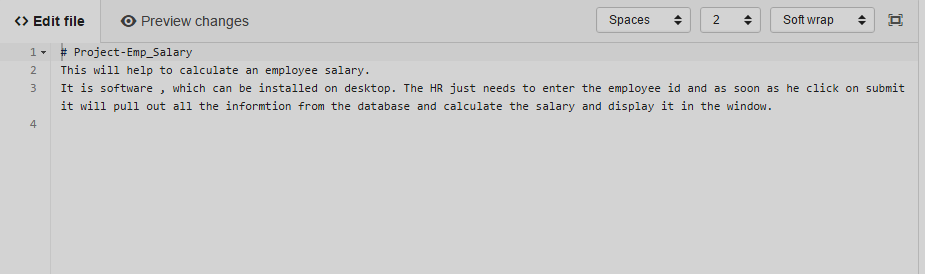 <> Edit file Preview changes Spaces 2 Soft wrap
1 # Project-Emp_Salary
2 This will help to calculate an employee salary.
3 It is software , which can be installed on desktop. The HR just needs to enter the employee id and as soon as he click on submit
it will pull out all the informtion from the database and calculate the salary and display it in the window.
4